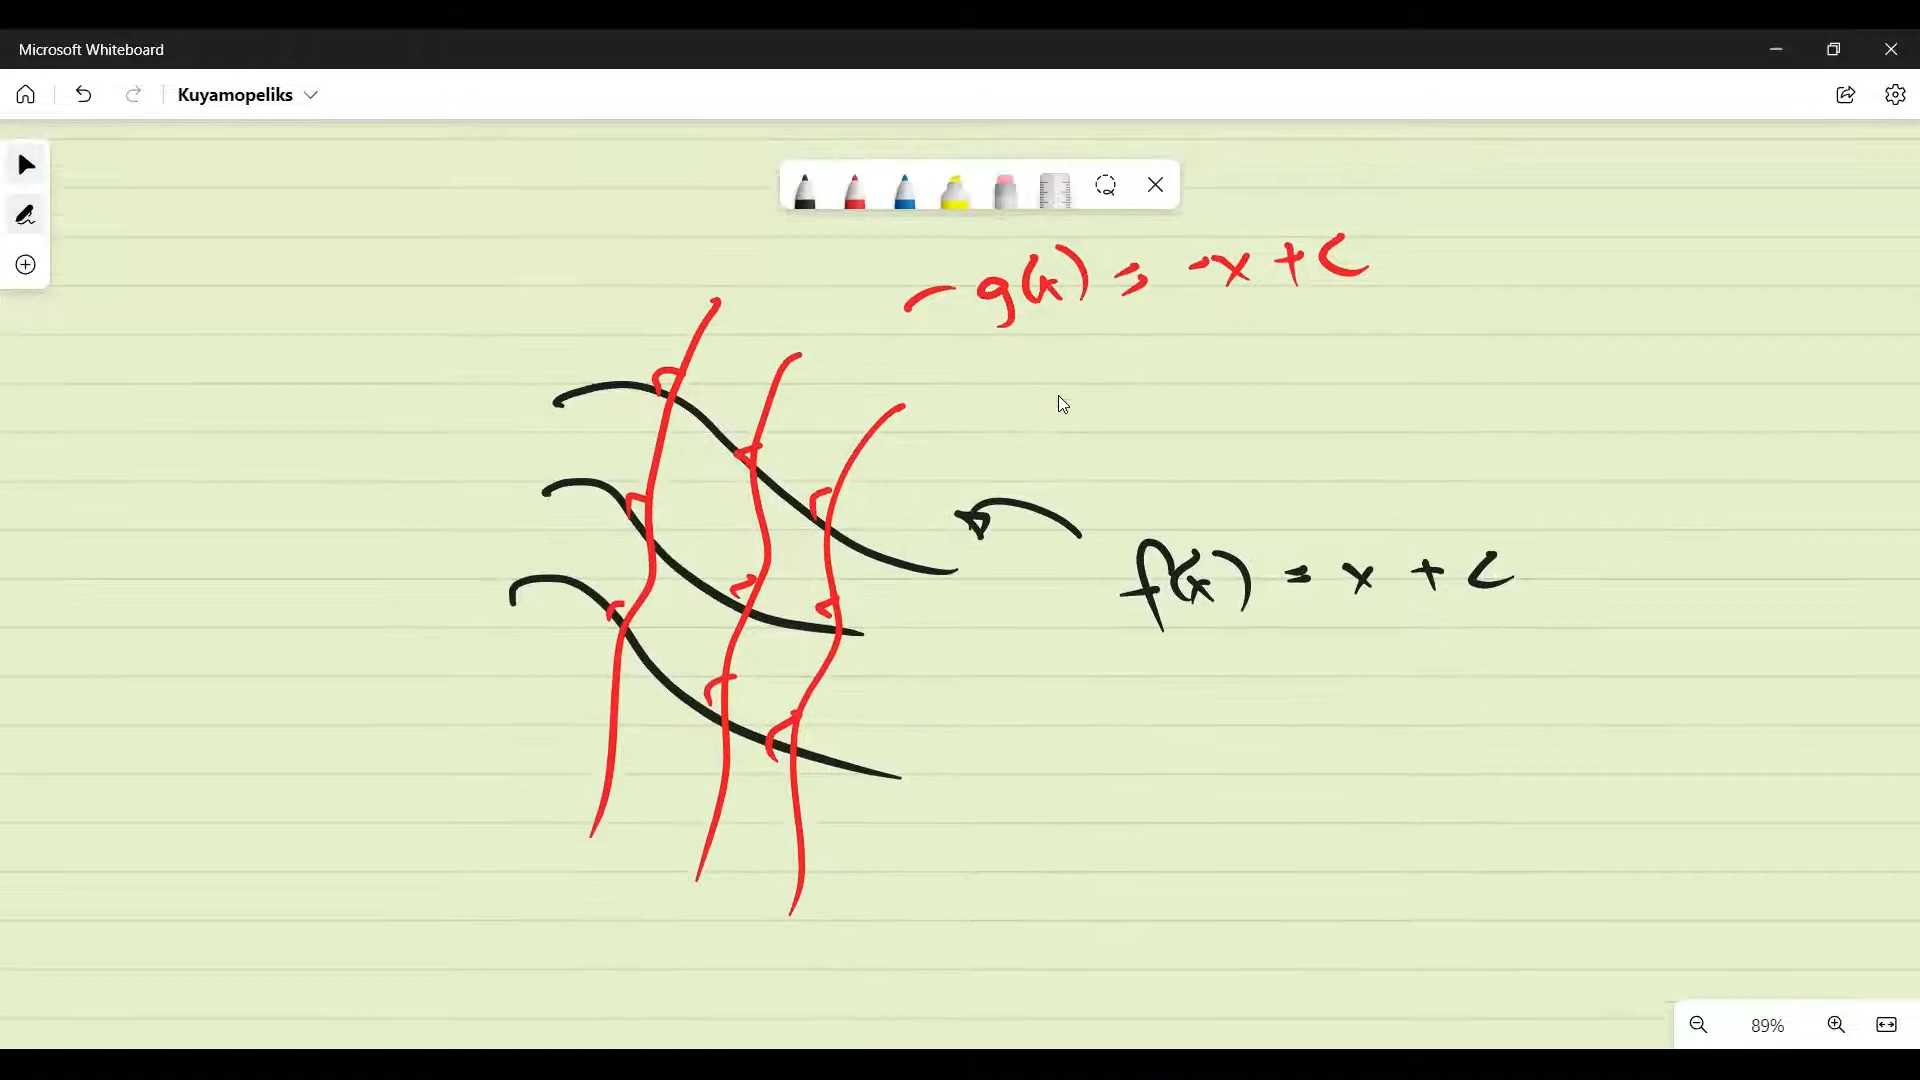 Microsoft Whiteboard
Kuyamopeliks
g(x) = -x + C
f(x) = x + C
89%